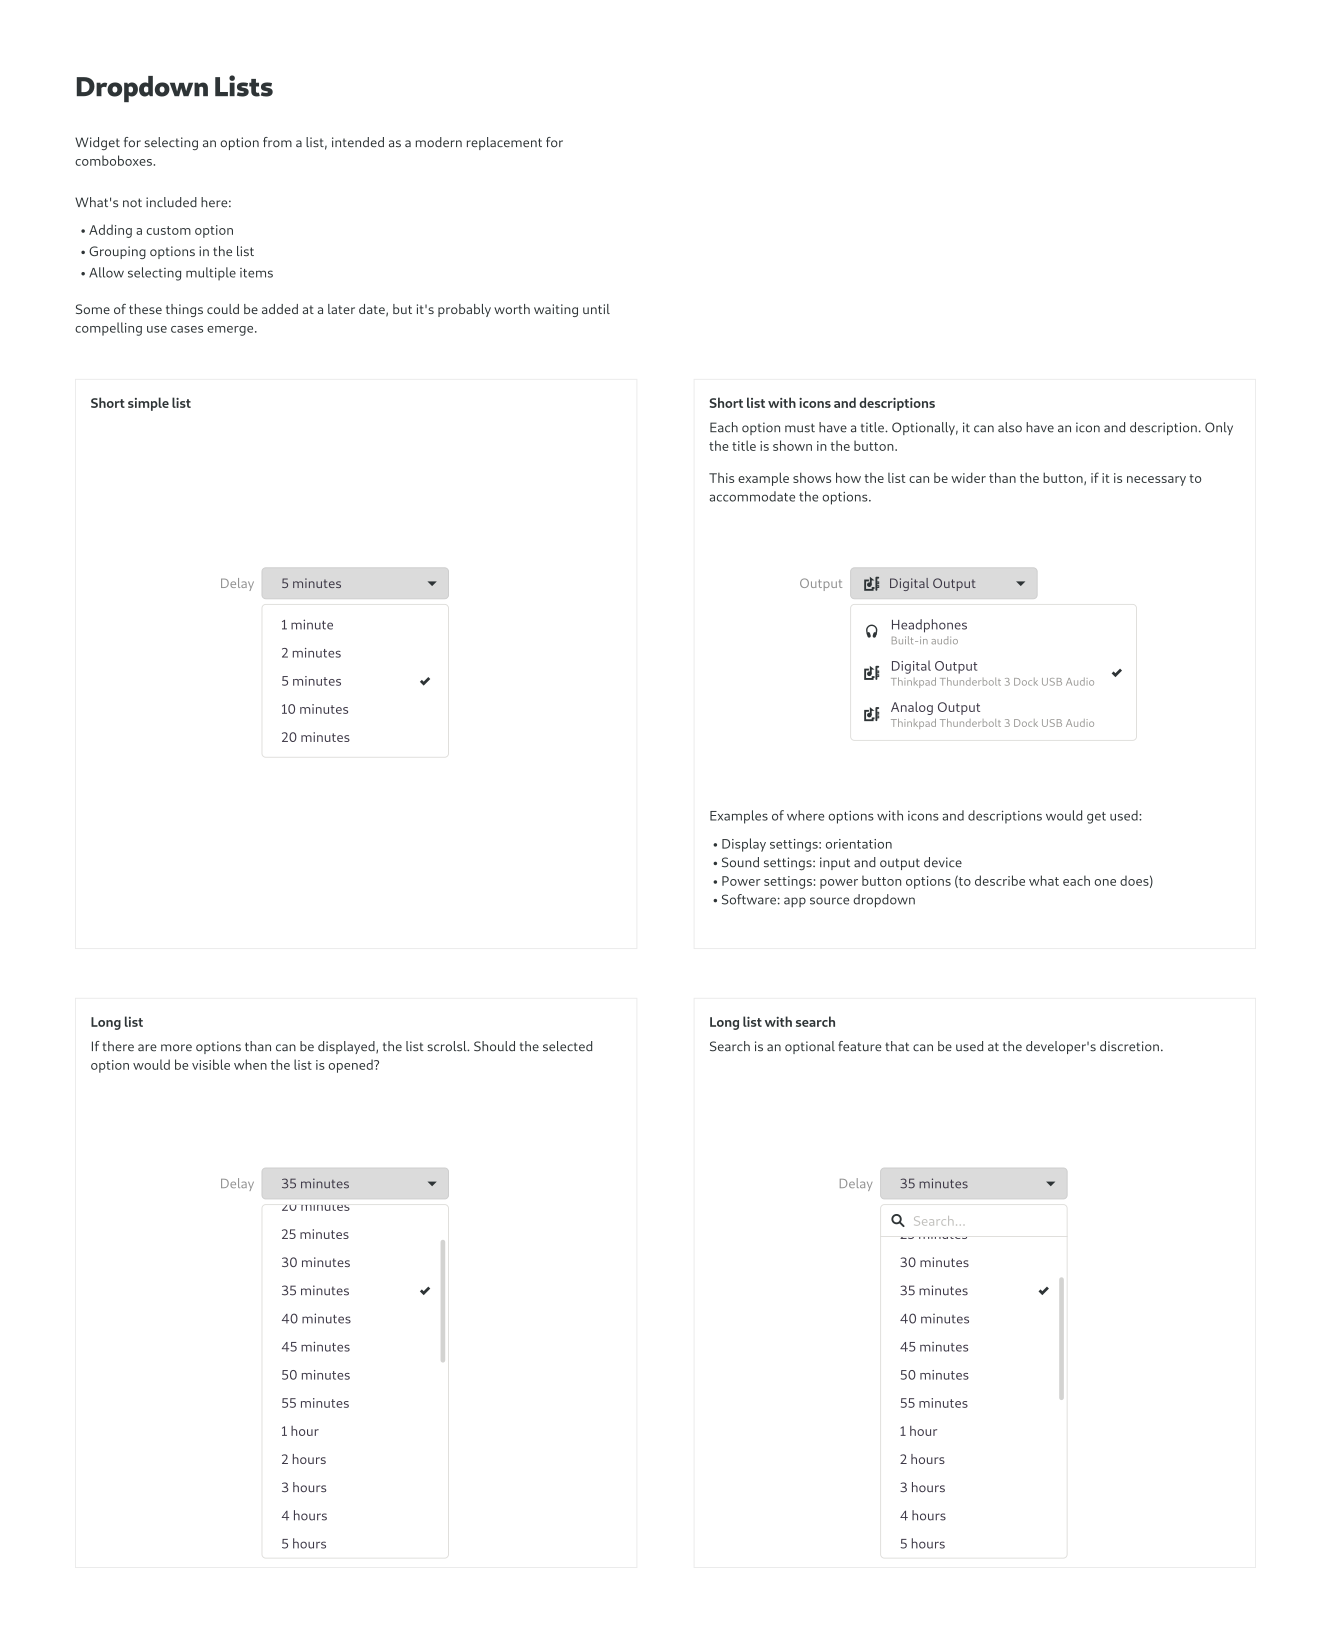 Dropdown Lists
Widget for selecting an option from a list, intended as a modern replacement for
comboboxes.
What's not included here:
• Adding a custom option
• Grouping options in the list
• Allow selecting multiple items
Some of these things could be added at a later date, but it's probably worth waiting until
compelling use cases emerge.
Short simple list
Delay
5 minutes
1 minute
2 minutes
5 minutes
10 minutes
20 minutes
Short list with icons and descriptions
Each option must have a title. Optionally, it can also have an icon and description. Only
the title is shown in the button.
This example shows how the list can be wider than the button, if it is necessary to
accommodate the options.
Output
Digital Output
Headphones
Built-in audio
Digital Output
Thinkpad Thunderbolt 3 Dock USB Audio
Analog Output
Thinkpad Thunderbolt 3 Dock USB Audio
Examples of where options with icons and descriptions would get used:
• Display settings: orientation
• Sound settings: input and output device
• Power settings: power button options (to describe what each one does)
• Software: app source dropdown
Long list
If there are more options than can be displayed, the list scrolsl. Should the selected
option would be visible when the list is opened?
Delay
35 minutes
20 minutes
25 minutes
30 minutes
35 minutes
40 minutes
45 minutes
50 minutes
55 minutes
1 hour
2 hours
3 hours
4 hours
5 hours
Long list with search
Search is an optional feature that can be used at the developer's discretion.
Delay
35 minutes
Search...
25 minutes
30 minutes
35 minutes
40 minutes
45 minutes
50 minutes
55 minutes
1 hour
2 hours
3 hours
4 hours
5 hours